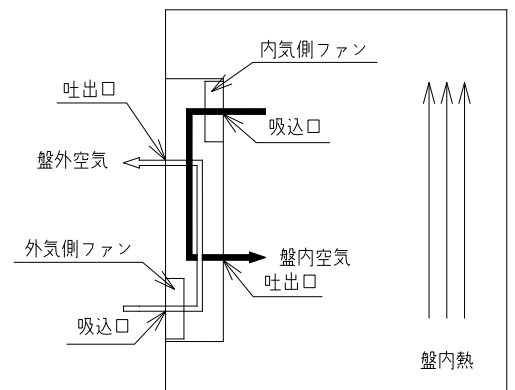 内気側ファン
吐出口
吸込口
盤外空気
外気側ファン
盤内空気
吐出口
吸込口
盤内熱